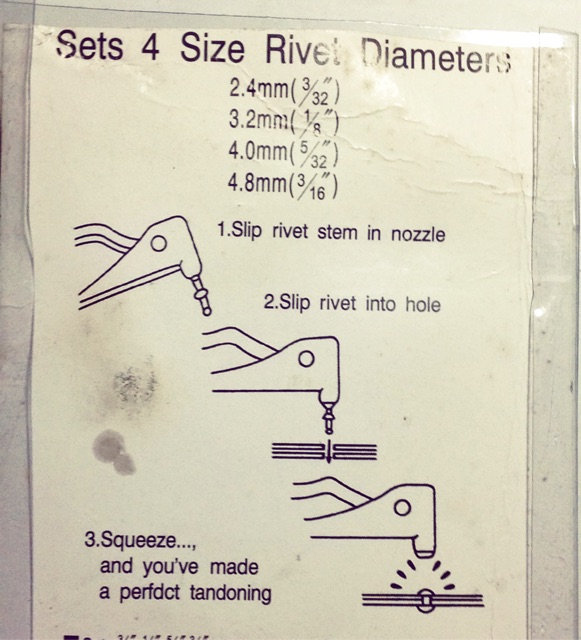 Sets 4 Size Rivet Diameters
2.4mm(3/32")
3.2mm(1/8")
4.0mm(5/32")
4.8mm(3/16")
1.Slip rivet stem in nozzle
2.Slip rivet into hole
3.Squeeze...,
and you've made
a perfdct tandoning